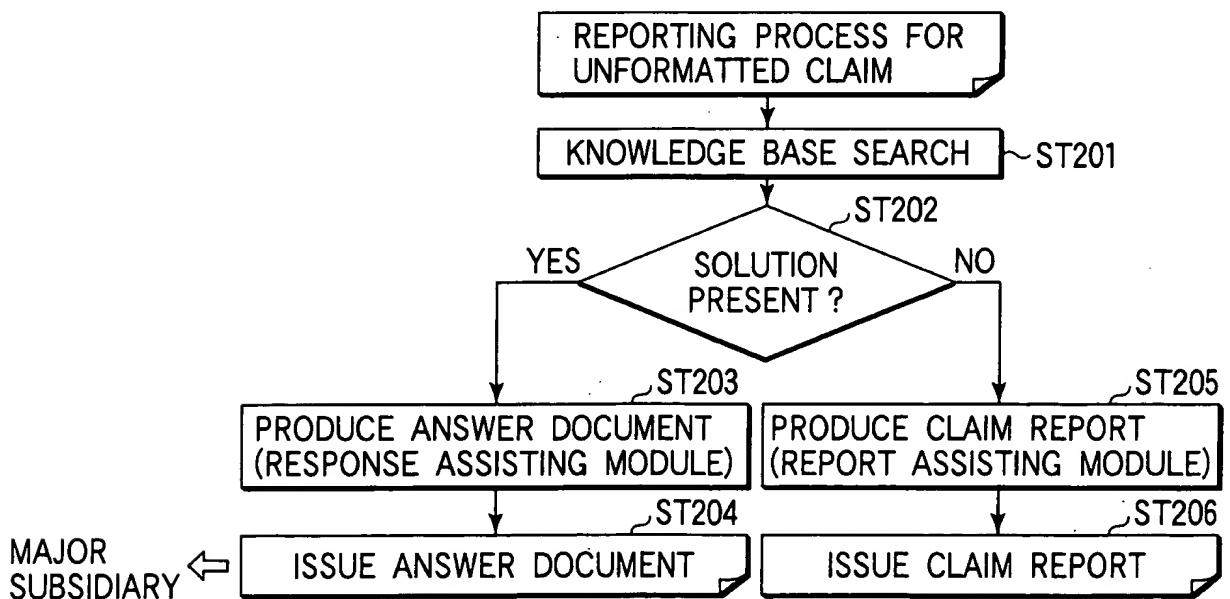 REPORTING PROCESS FOR
UNFORMATTED CLAIM
KNOWLEDGE BASE SEARCH
ST201
ST202
YES
SOLUTION
PRESENT?
NO
ST203
PRODUCE ANSWER DOCUMENT
(RESPONSE ASSISTING MODULE)
ST205
PRODUCE CLAIM REPORT
(REPORT ASSISTING MODULE)
ST204
ISSUE ANSWER DOCUMENT
MAJOR
SUBSIDIARY
ST206
ISSUE CLAIM REPORT